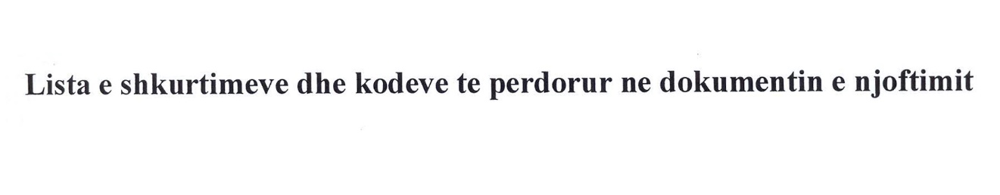 Lista e shkurtimeve dhe kodeve te perdorur ne dokumentin e njoftimit